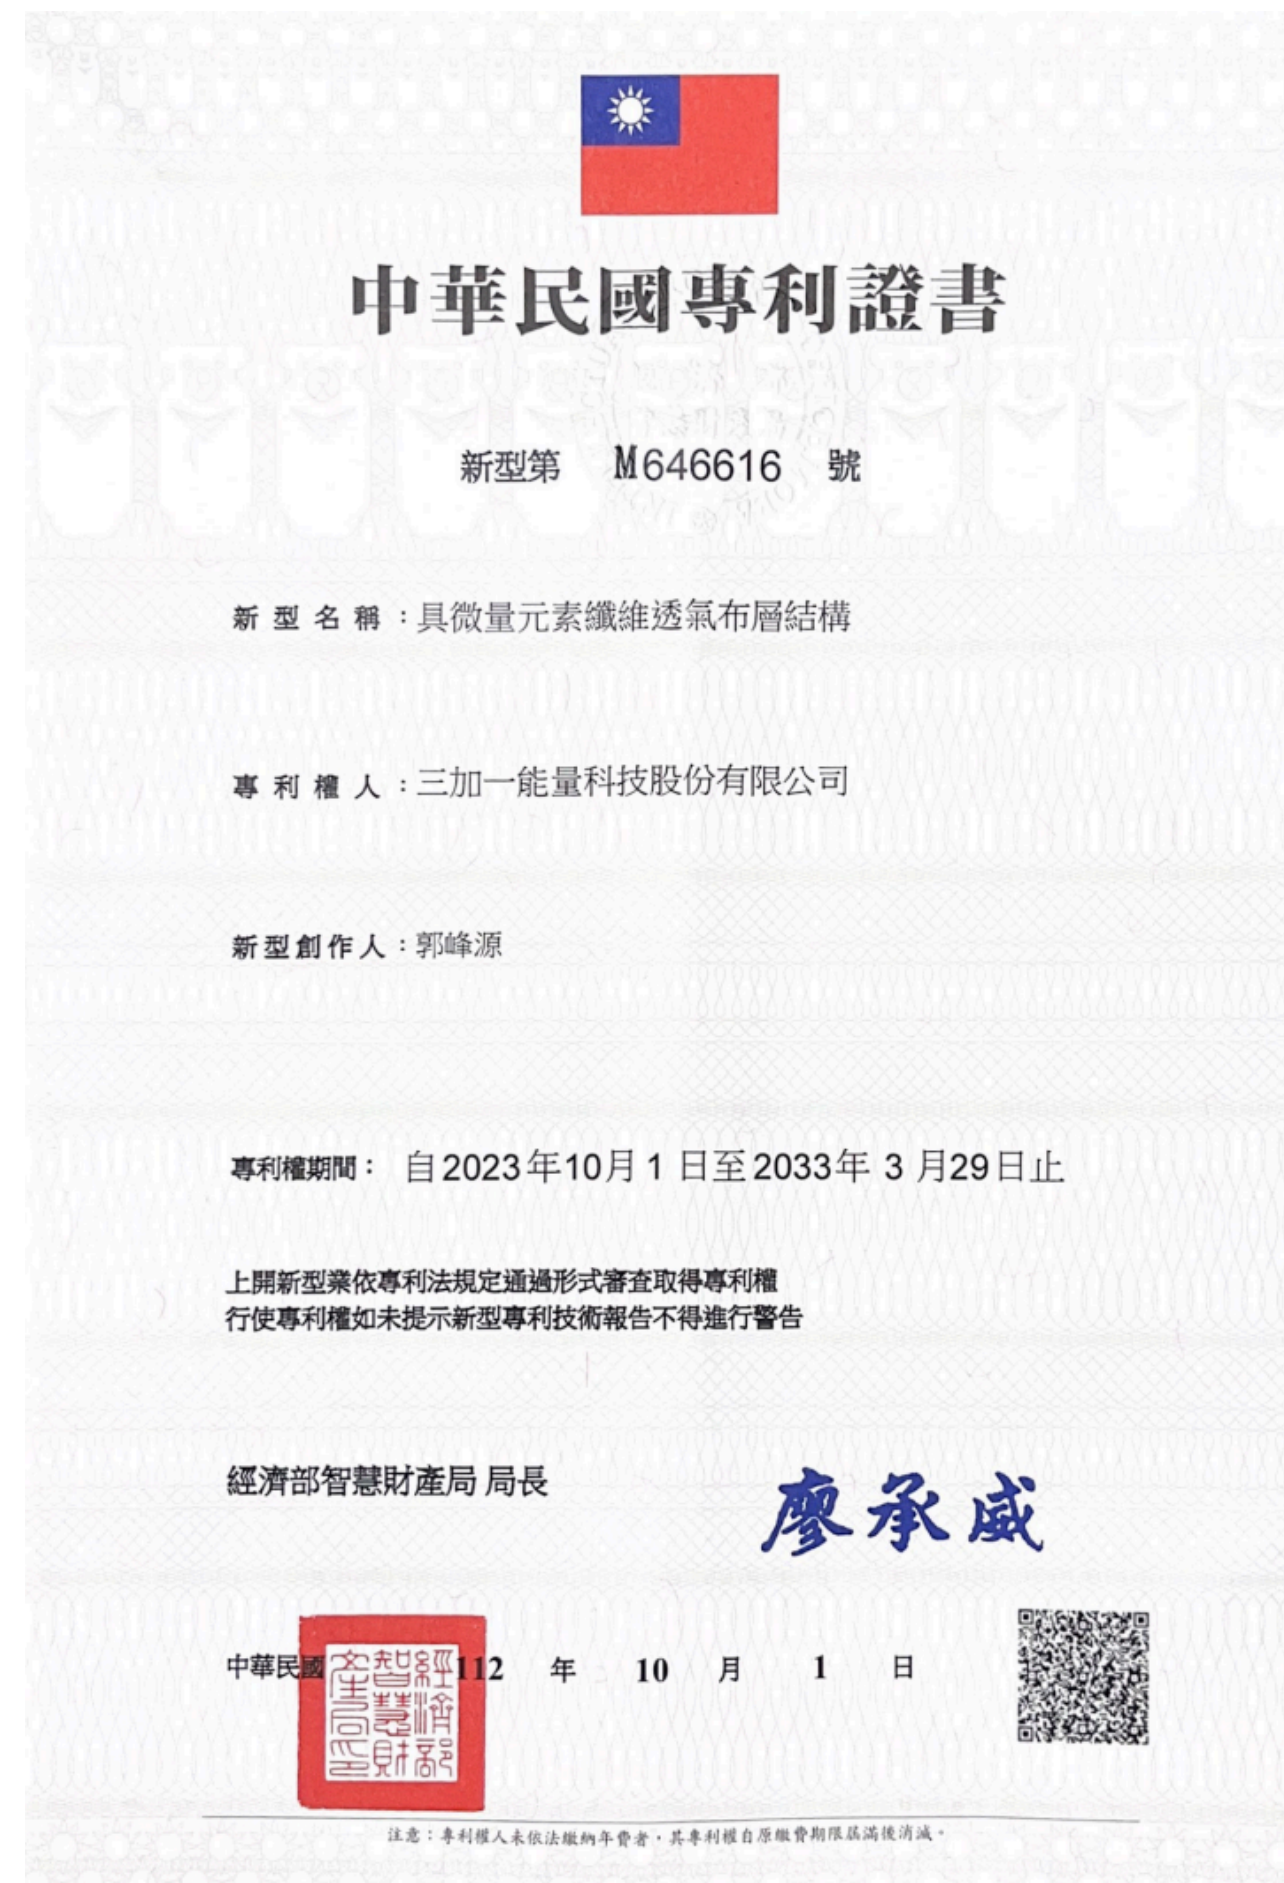 中華民國專利證書
新型第 M646616 號
新型名稱：具微量元素纖維透氣布層結構
專利權人：三加一能量科技股份有限公司
新型創作人：郭峰源
專利權期間： 自2023年10月1日至2033年3月29日止
上開新型業依專利法規定通過形式審查取得專利權
行使專利權如未提示新型專利技術報告不得進行警告
經濟部智慧財產局 局長
廖承威
中華民國 112 年 10 月 1 日
經濟部智慧財產局印
注意：專利權人未依法繳納年費者，其專利權自原繳費期限屆滿後消滅。